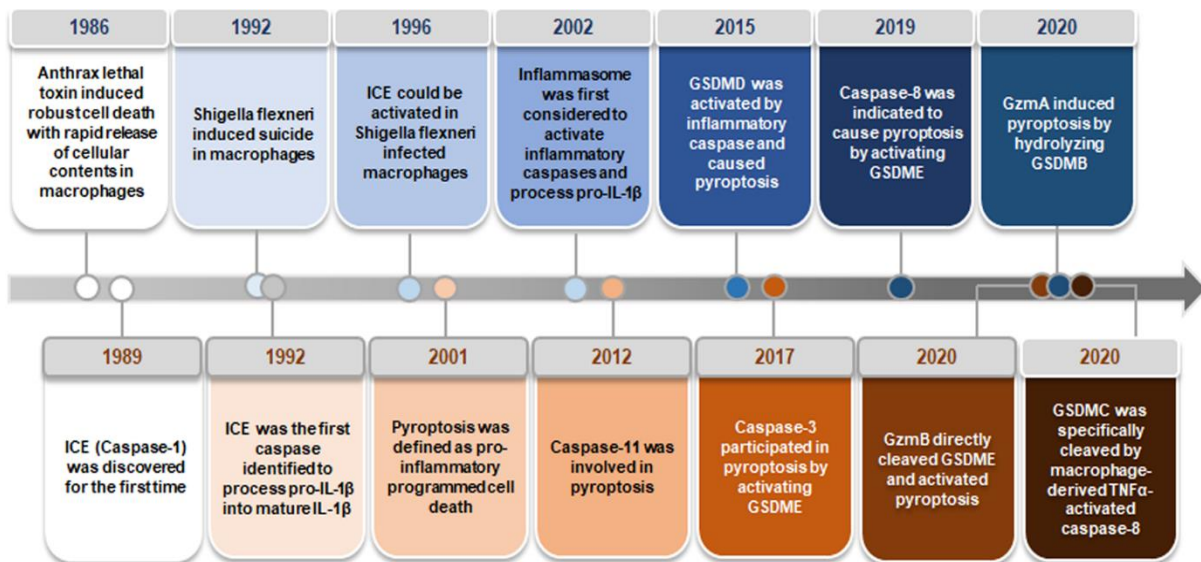 1986
Anthrax lethal
toxin induced
robust cell death
with rapid release
of cellular
contents in
macrophages
1992
Shigella flexneri
induced suicide
in macrophages
1996
ICE could be
activated in
Shigella flexneri
infected
macrophages
2002
Inflammasome
was first
considered to
activate
inflammatory
caspases and
process pro-IL-1β
2015
GSDMD was
activated by
inflammatory
caspase and
caused
pyroptosis
2019
Caspase-8 was
indicated to
cause pyroptosis
by activating
GSDME
2020
GzmA induced
pyroptosis by
hydrolyzing
GSDMB
1989
ICE (Caspase-1)
was discovered
for the first time
1992
ICE was the first
caspase
identified to
process pro-IL-1β
into mature IL-1β
2001
Pyroptosis was
defined as pro-
inflammatory
programmed cell
death
2012
Caspase-11 was
involved in
pyroptosis
2017
Caspase-3
participated in
pyroptosis by
activating
GSDME
2020
GzmB directly
cleaved GSDME
and activated
pyroptosis
2020
GSDMC was
specifically
cleaved by
macrophage-
derived TNFα-
activated
caspase-8